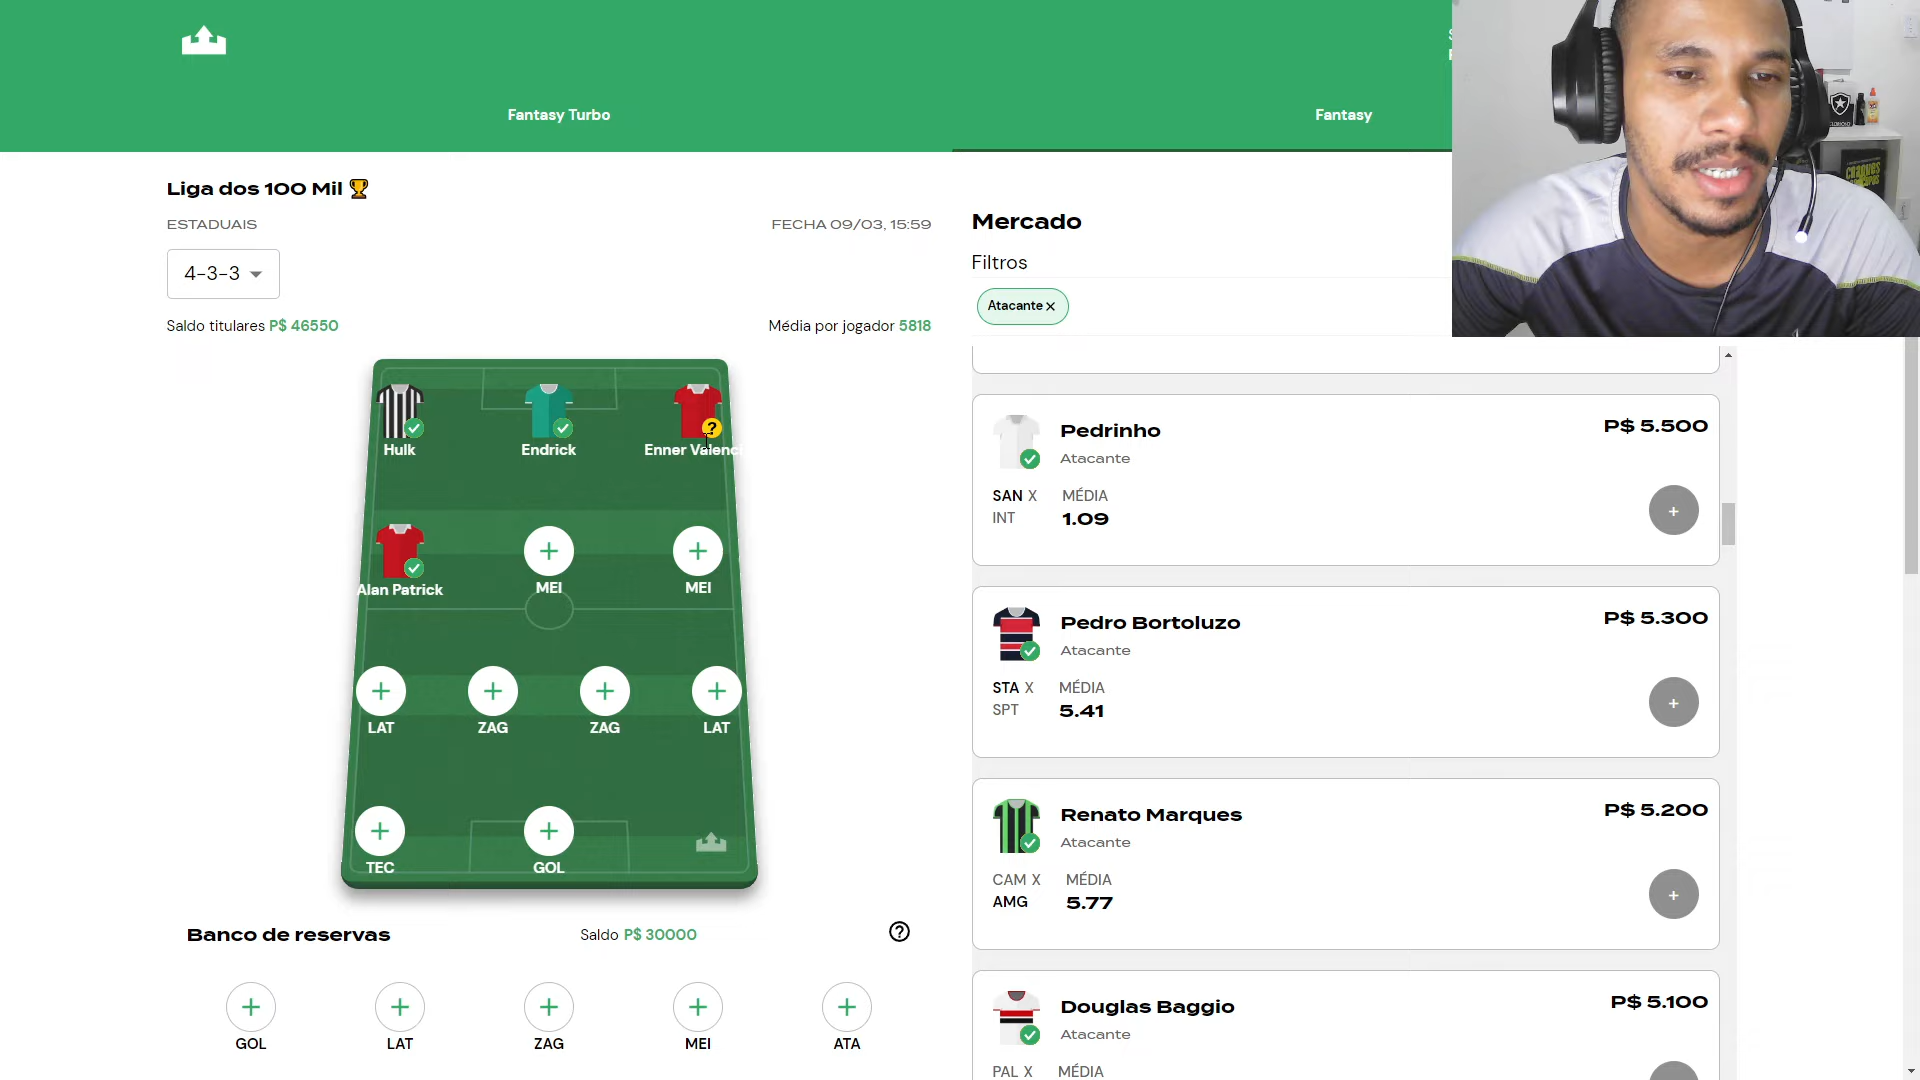 Fantasy Turbo
Fantasy
Liga dos 100 Mil 🏆
ESTADUAIS
FECHA 09/03, 15:59
4-3-3
Saldo titulares P$ 46550
Média por jogador 5818
Hulk
Endrick
?
Enner Valenc
Alan Patrick
MEI
MEI
LAT
ZAG
ZAG
LAT
TEC
GOL
Banco de reservas
Saldo P$ 30000
?
GOL
LAT
ZAG
MEI
ATA
Mercado
Filtros
Atacante ×
Pedrinho
P$ 5.500
Atacante
SAN X
MÉDIA
INT
1.09
+
Pedro Bortoluzo
P$ 5.300
Atacante
STA X
MÉDIA
SPT
5.41
+
Renato Marques
P$ 5.200
Atacante
CAM X
MÉDIA
AMG
5.77
+
Douglas Baggio
P$ 5.100
Atacante
PAL X
MÉDIA